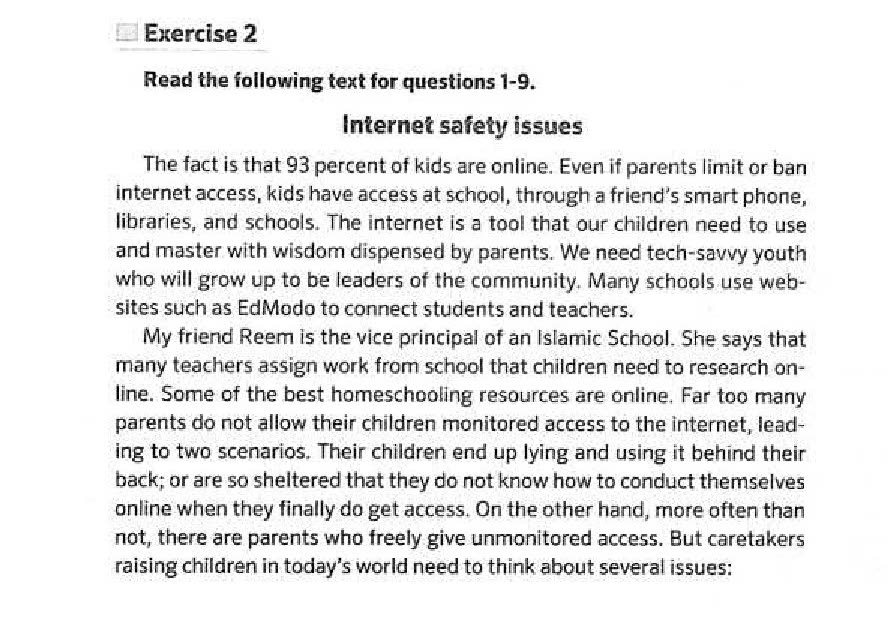 Exercise 2
Read the following text for questions 1-9.
Internet safety issues
The fact is that 93 percent of kids are online. Even if parents limit or ban
internet access, kids have access at school, through a friend's smart phone,
libraries, and schools. The internet is a tool that our children need to use
and master with wisdom dispensed by parents. We need tech-savvy youth
who will grow up to be leaders of the community. Many schools use web-
sites such as EdModo to connect students and teachers.
My friend Reem is the vice principal of an Islamic School. She says that
many teachers assign work from school that children need to research on-
line. Some of the best homeschooling resources are online. Far too many
parents do not allow their children monitored access to the internet, lead-
ing to two scenarios. Their children end up lying and using it behind their
back; or are so sheltered that they do not know how to conduct themselves
online when they finally do get access. On the other hand, more often than
not, there are parents who freely give unmonitored access. But caretakers
raising children in today's world need to think about several issues: